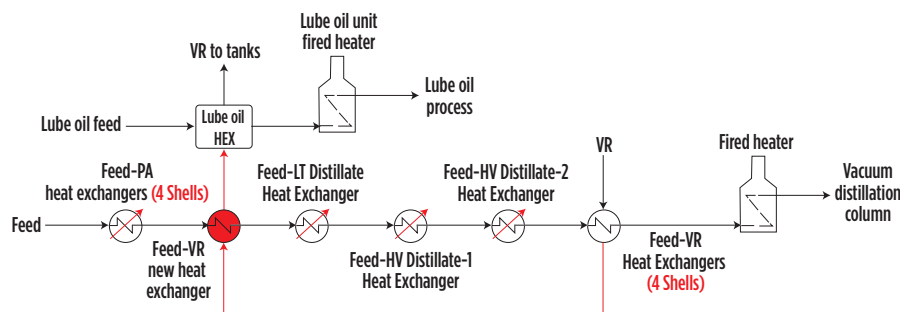 Lube oil unit
fired heater
VR to tanks
Lube oil
process
Lube oil feed
Lube oil
HEX
Feed-PA
heat exchangers (4 Shells)
Feed-LT Distillate
Heat Exchanger
Feed-HV Distillate-2
Heat Exchanger
VR
Fired heater
Vacuum
distillation
column
Feed
Feed-VR
new heat
exchanger
Feed-HV Distillate-1
Heat Exchanger
Feed-VR
Heat Exchangers
(4 Shells)